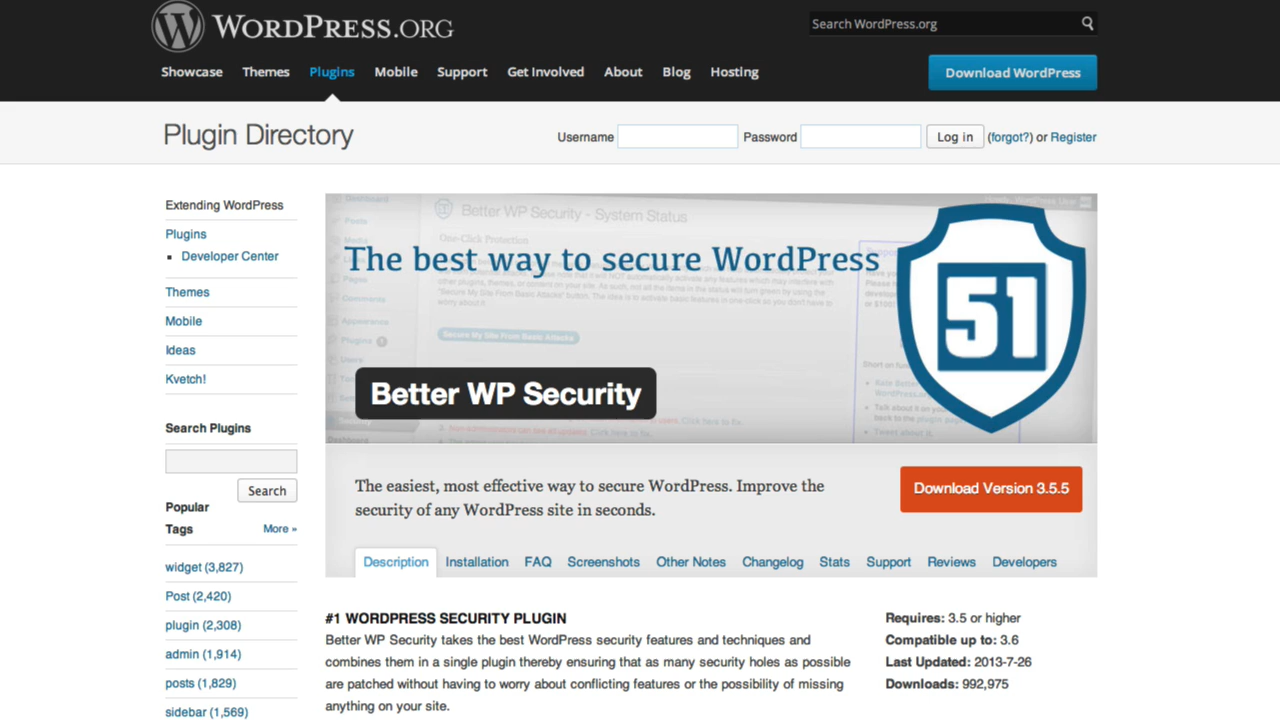 WORDPRESS.ORG
Search WordPress.org
Showcase Themes Plugins Mobile Support Get Involved About Blog Hosting
Download WordPress
Plugin Directory
Username Password Log in (forgot?) or Register
Extending WordPress
Plugins
Developer Center
Themes
Mobile
Ideas
Kvetch!
Search Plugins
Search
Popular
Tags
More »
widget (3,827)
Post (2,420)
plugin (2,308)
admin (1,914)
posts (1,829)
sidebar (1,569)
Better WP Security - System Status
One-Click Protection
The best way to secure WordPress
51
Secure My Site From Basic Attacks
Better WP Security
The easiest, most effective way to secure WordPress. Improve the
security of any WordPress site in seconds.
Download Version 3.5.5
Description Installation FAQ Screenshots Other Notes Changelog Stats Support Reviews Developers
#1 WORDPRESS SECURITY PLUGIN
Better WP Security takes the best WordPress security features and techniques and
combines them in a single plugin thereby ensuring that as many security holes as possible
are patched without having to worry about conflicting features or the possibility of missing
anything on your site.
Requires: 3.5 or higher
Compatible up to: 3.6
Last Updated: 2013-7-26
Downloads: 992,975